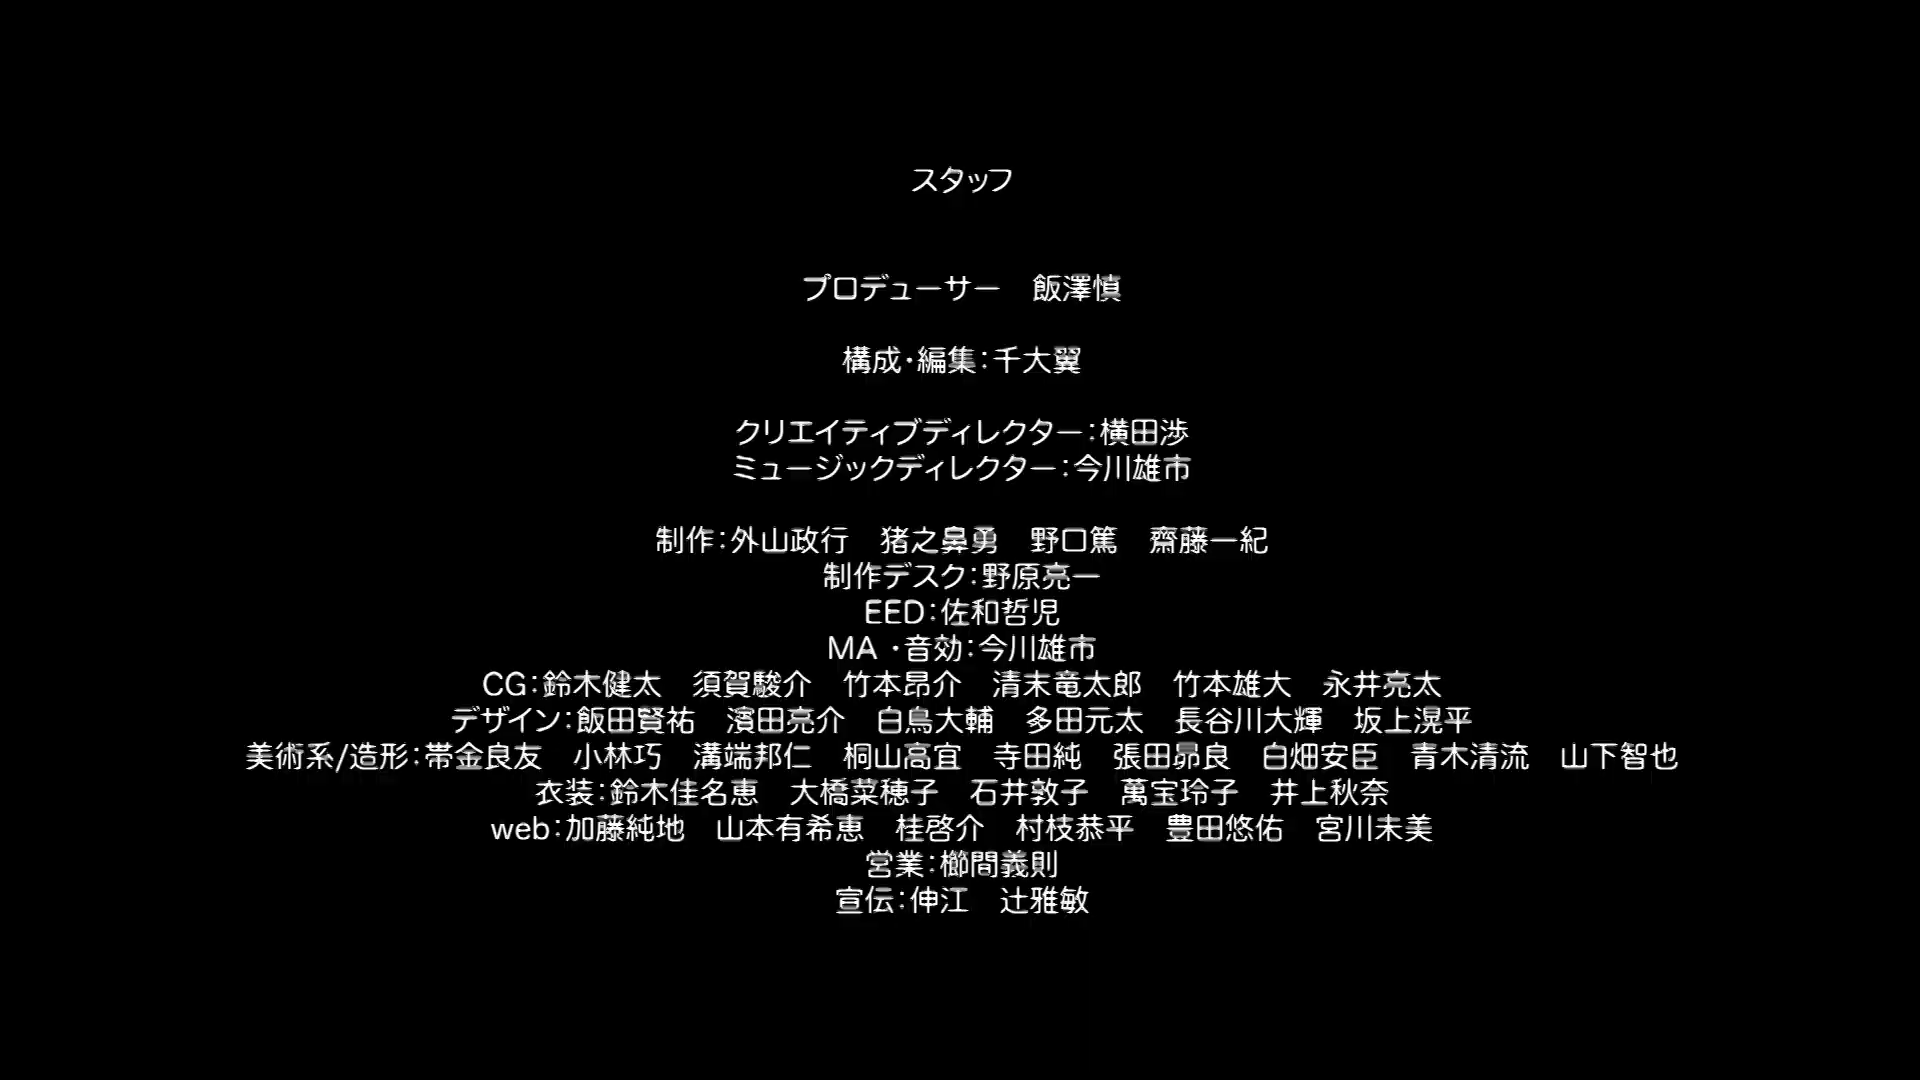 スタッフ
プロデューサー　飯澤慎
構成・編集：千大翼
クリエイティブディレクター：横田渉
ミュージックディレクター：今川雄市
制作：外山政行　猪之鼻勇　野口篤　齋藤一紀
制作デスク：野原亮一
EED：佐和哲児
MA ・音効：今川雄市
CG：鈴木健太　須賀駿介　竹本昂介　清末竜太郎　竹本雄大　永井亮太
デザイン：飯田賢祐　濱田亮介　白鳥大輔　多田元太　長谷川大輝　坂上滉平
美術系/造形：帯金良友　小林巧　溝端邦仁　桐山高宜　寺田純　張田昴良　白畑安臣　青木清流　山下智也
衣装：鈴木佳名恵　大橋菜穂子　石井敦子　萬宝玲子　井上秋奈
web：加藤純地　山本有希恵　桂啓介　村枝恭平　豊田悠佑　宮川未美
営業：櫛間義則
宣伝：伸江　辻雅敏